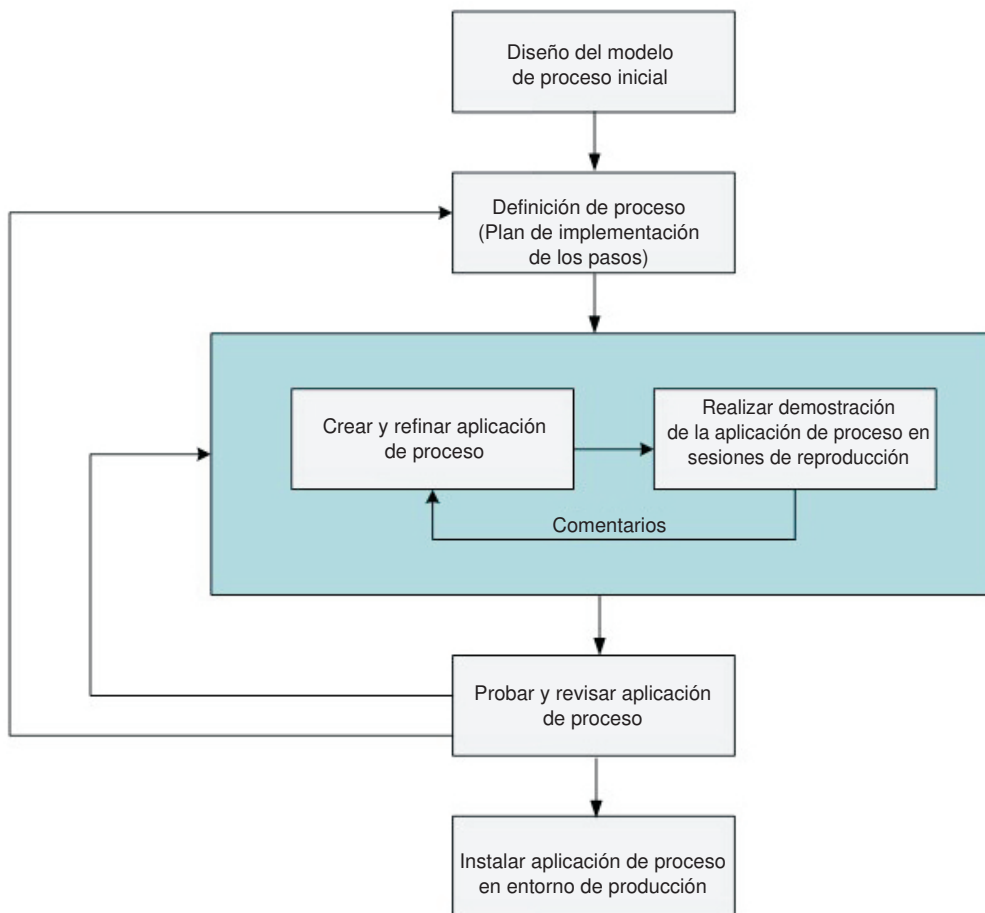 Diseño del modelo
de proceso inicial
Definición de proceso
(Plan de implementación
de los pasos)
Crear y refinar aplicación
de proceso
Realizar demostración
de la aplicación de proceso en
sesiones de reproducción
Comentarios
Probar y revisar aplicación
de proceso
Instalar aplicación de proceso
en entorno de producción